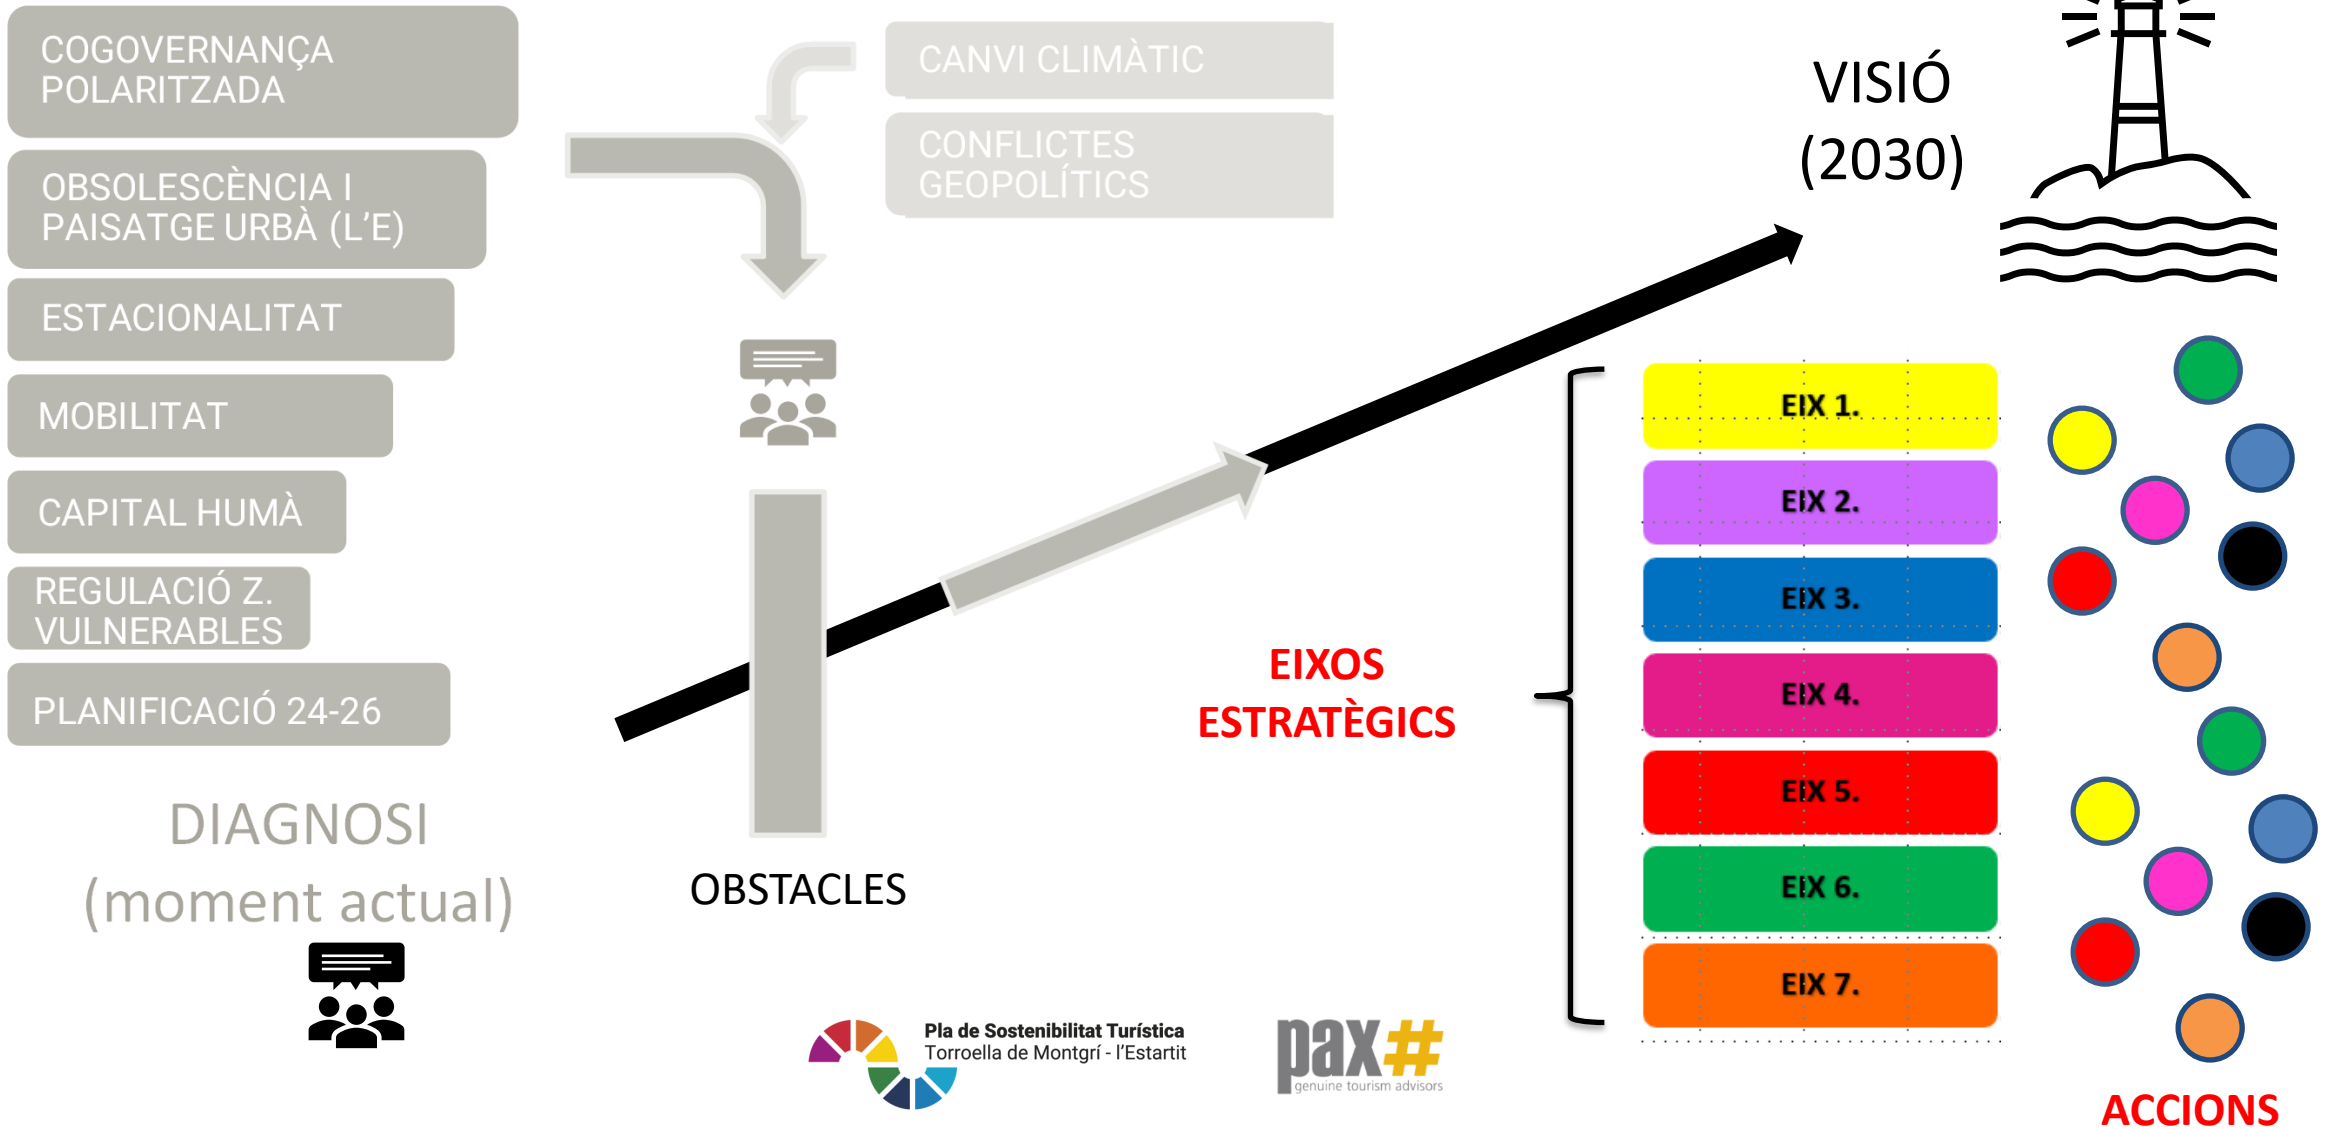 COGOVERNANÇA
POLARITZADA
OBSOLESCÈNCIA I
PAISATGE URBÀ (L'E)
ESTACIONALITAT
MOBILITAT
CAPITAL HUMÀ
REGULACIÓ Z.
VULNERABLES
PLANIFICACIÓ 24-26
DIAGNOSI
(moment actual)
CANVI CLIMÀTIC
CONFLICTES
GEOPOLÍTICS
OBSTACLES
VISIÓ
(2030)
EIXOS
ESTRATÈGICS
EIX 1.
EIX 2.
EIX 3.
EIX 4.
EIX 5.
EIX 6.
EIX 7.
ACCIONS
Pla de Sostenibilitat Turística
Torroella de Montgrí - l'Estartit
pax#
genuine tourism advisors